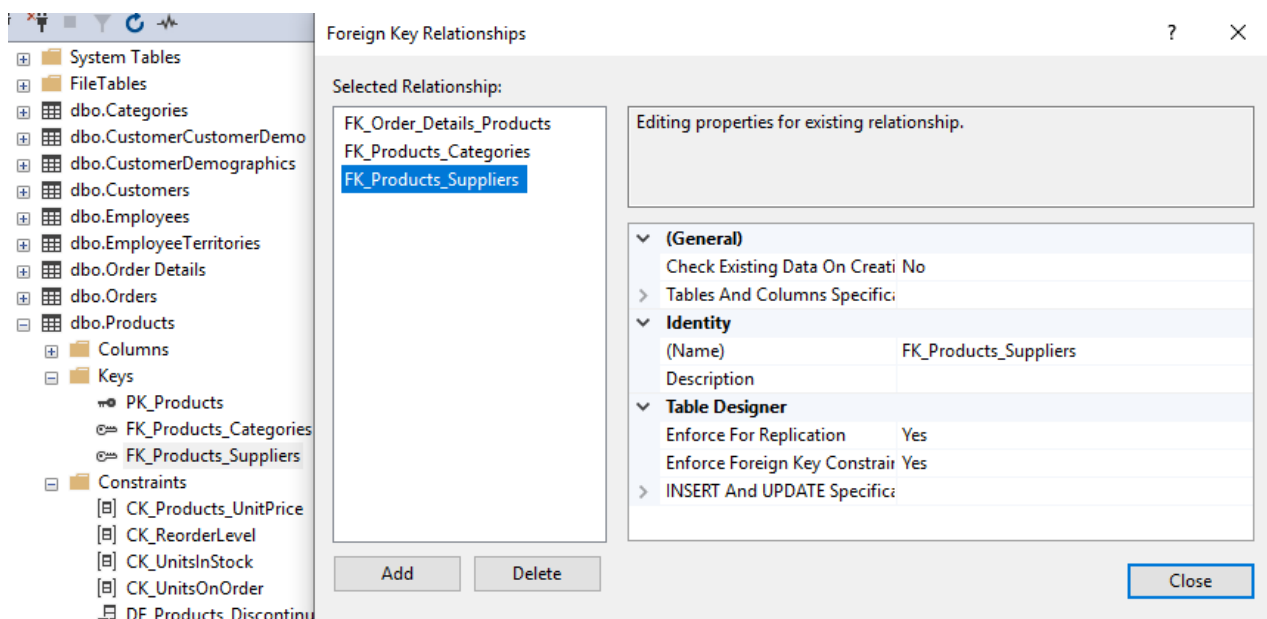 System Tables
FileTables
dbo.Categories
dbo.CustomerCustomerDemo
dbo.CustomerDemographics
dbo.Customers
dbo.Employees
dbo.EmployeeTerritories
dbo.Order Details
dbo.Orders
dbo.Products
Columns
Keys
PK_Products
FK_Products_Categories
FK_Products_Suppliers
Constraints
CK_Products_UnitPrice
CK_ReorderLevel
CK_UnitsInStock
CK_UnitsOnOrder
DF_Products_Discontinu
Foreign Key Relationships
?
Selected Relationship:
FK_Order_Details_Products
FK_Products_Categories
FK_Products_Suppliers
Add Delete
Editing properties for existing relationship.
(General)
Check Existing Data On Creati No
Tables And Columns Specifica
Identity
(Name) FK_Products_Suppliers
Description
Table Designer
Enforce For Replication Yes
Enforce Foreign Key Constrair Yes
INSERT And UPDATE Specifica
Close